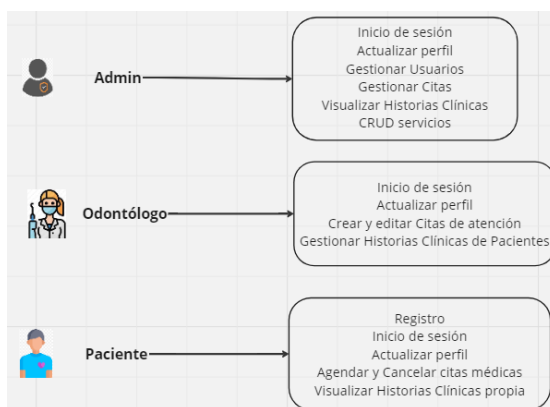 Inicio de sesión
Actualizar perfil
Gestionar Usuarios
Admin
Gestionar Citas
Visualizar Historias Clínicas
CRUD servicios
Inicio de sesión
Actualizar perfil
Odontólogo
Crear y editar Citas de atención
Gestionar Historias Clínicas de Pacientes
Registro
Inicio de sesión
Paciente
Actualizar perfil
Agendar y Cancelar citas médicas
Visualizar Historias Clínicas propia